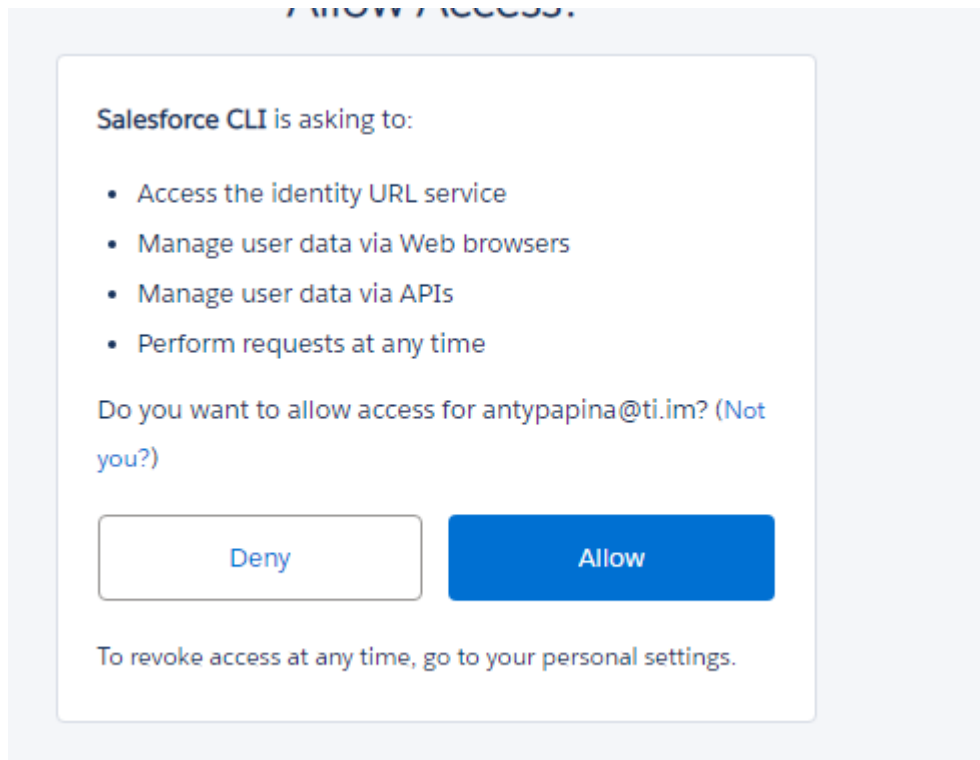 Allow Access?
Salesforce CLI is asking to:
• Access the identity URL service
• Manage user data via Web browsers
• Manage user data via APIs
• Perform requests at any time
Do you want to allow access for antypapina@ti.im? (Not
you?)
Deny
Allow
To revoke access at any time, go to your personal settings.